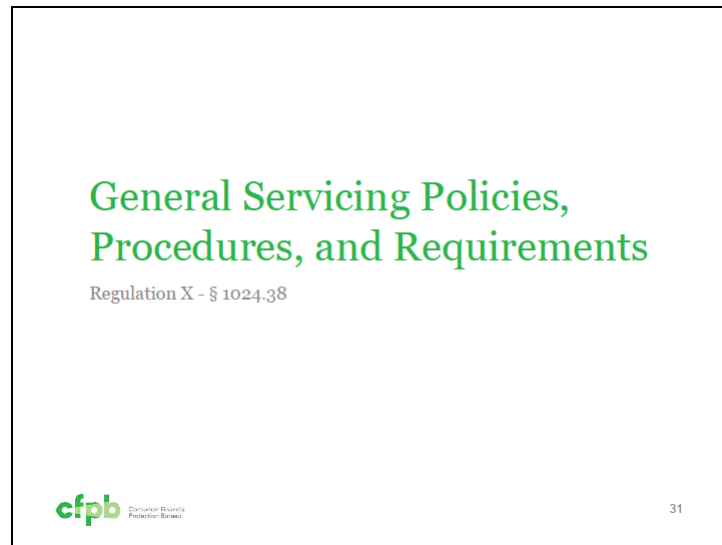 General Servicing Policies,
Procedures, and Requirements
Regulation X - § 1024.38
cfpb
Consumer Financial
Protection Bureau
31